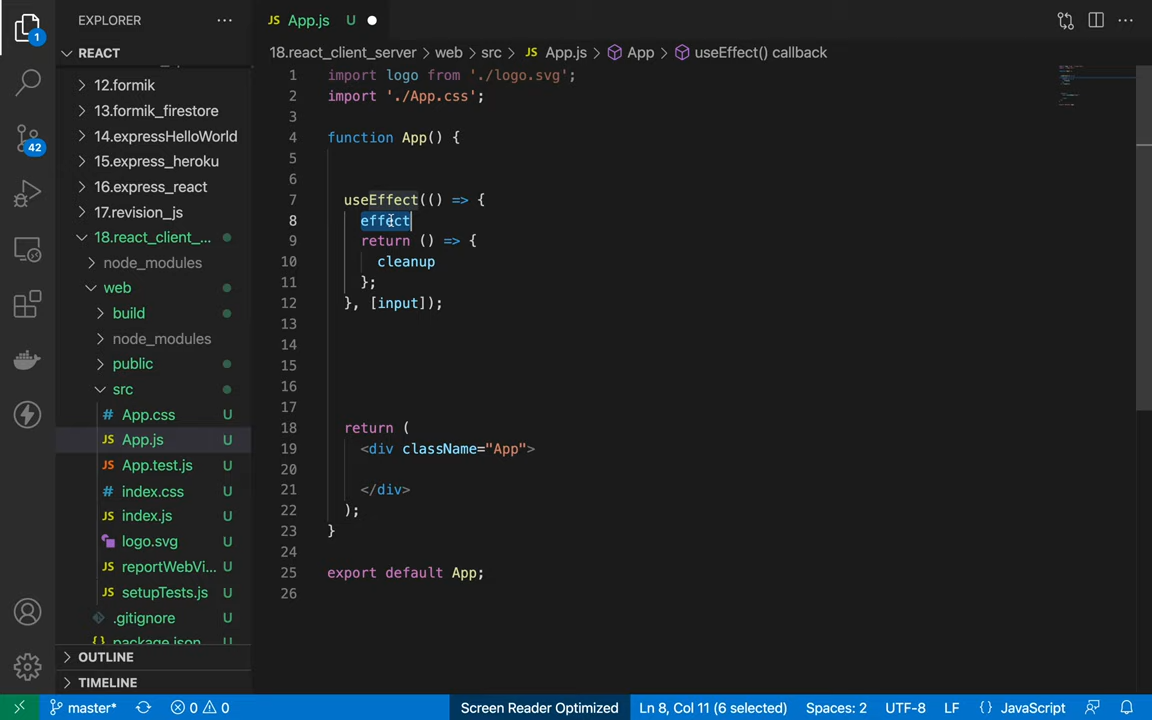 EXPLORER
REACT
12.formik
13.formik_firestore
14.expressHelloWorld
15.express_heroku
16.express_react
17.revision_js
18.react_client_...
node_modules
web
build
node_modules
public
src
# App.css U
JS App.js U
JS App.test.js U
# index.css U
JS index.js U
logo.svg U
JS reportWebVi... U
JS setupTests.js U
.gitignore U
{} package.json
OUTLINE
TIMELINE
1
42
JS App.js U
18.react_client_server > web > src > JS App.js > App > useEffect() callback
1 import logo from './logo.svg';
2 import './App.css';
3
4 function App() {
5
6
7 useEffect(() => {
8 effect
9 return () => {
10 cleanup
11 };
12 }, [input]);
13
14
15
16
17
18 return (
19 <div className="App">
20
21 </div>
22 );
23 }
24
25 export default App;
26
master* 0 0 Screen Reader Optimized Ln 8, Col 11 (6 selected) Spaces: 2 UTF-8 LF {} JavaScript